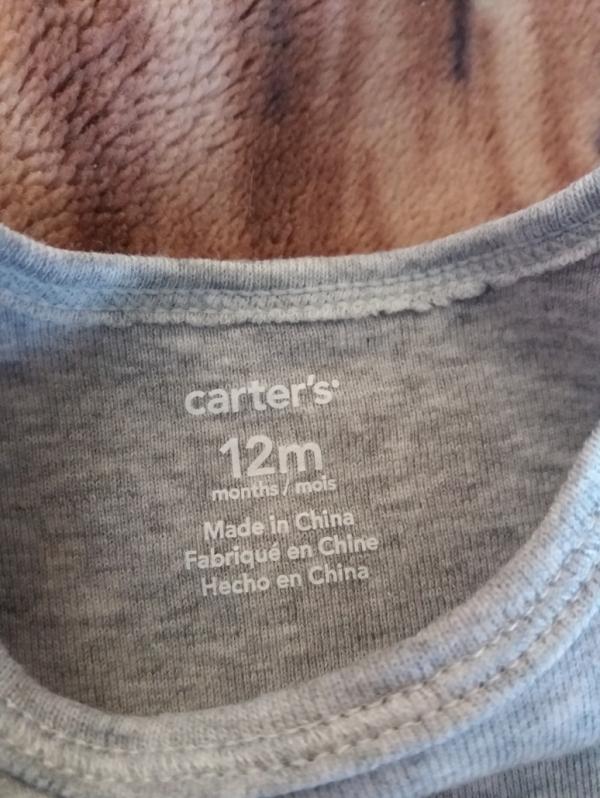 carter's
12m
months / mois
Made in China
Fabriqué en Chine
Hecho en China